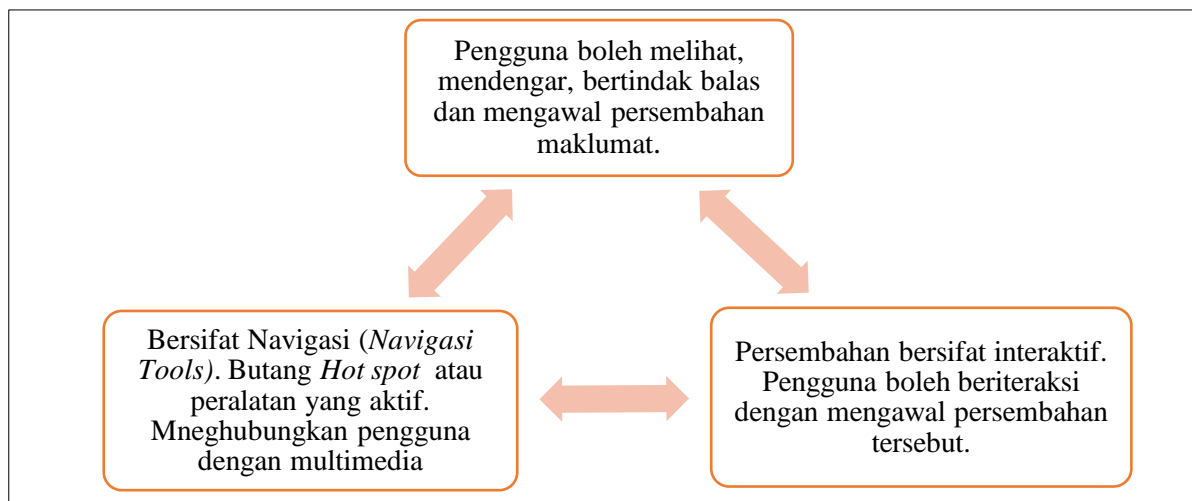 Pengguna boleh melihat,
mendengar, bertindak balas
dan mengawal persembahan
maklumat.
Bersifat Navigasi (Navigasi
Tools). Butang Hot spot atau
peralatan yang aktif.
Mneghubungkan pengguna
dengan multimedia
Persembahan bersifat interaktif.
Pengguna boleh beriteraksi
dengan mengawal persembahan
tersebut.